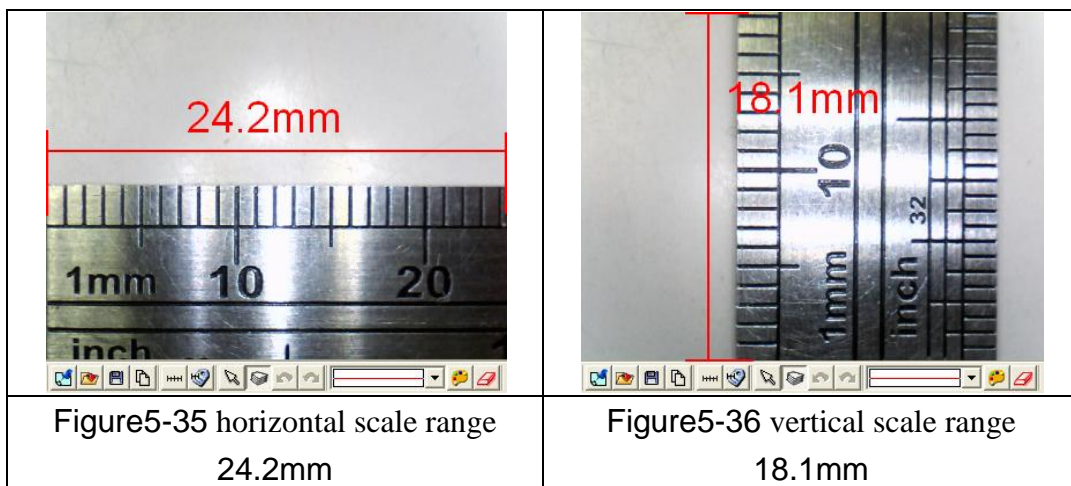 24.2mm
1mm 10 20
inch
18.1mm
10
1mm
32
inch
Figure5-35 horizontal scale range
24.2mm
Figure5-36 vertical scale range
18.1mm